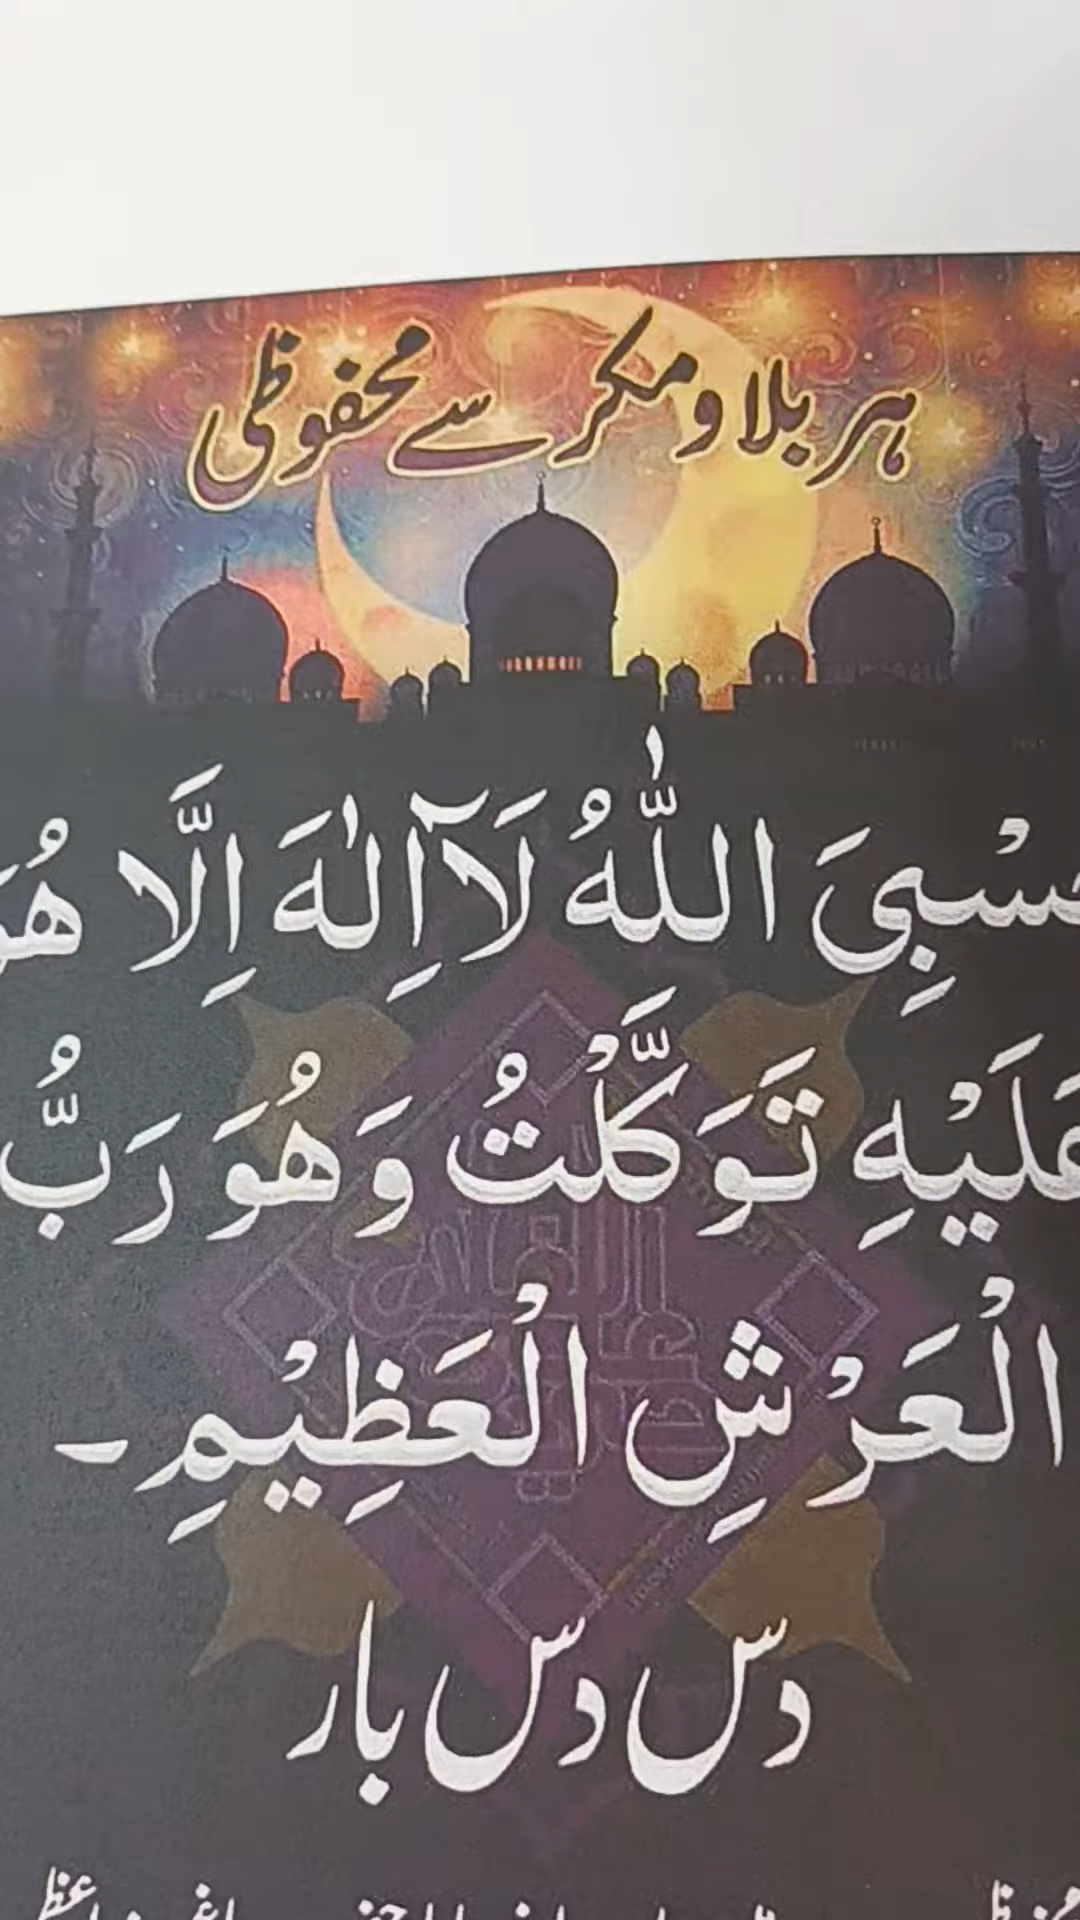 ہر بلا و مکر سے محفوظی
حَسْبِیَ اللّٰهُ لَاۤ اِلٰهَ اِلَّا هُوَ
عَلَیْهِ تَوَكَّلْتُ وَهُوَ رَبُّ
الْعَرْشِ الْعَظِیْمِ ۔
دس دس بار